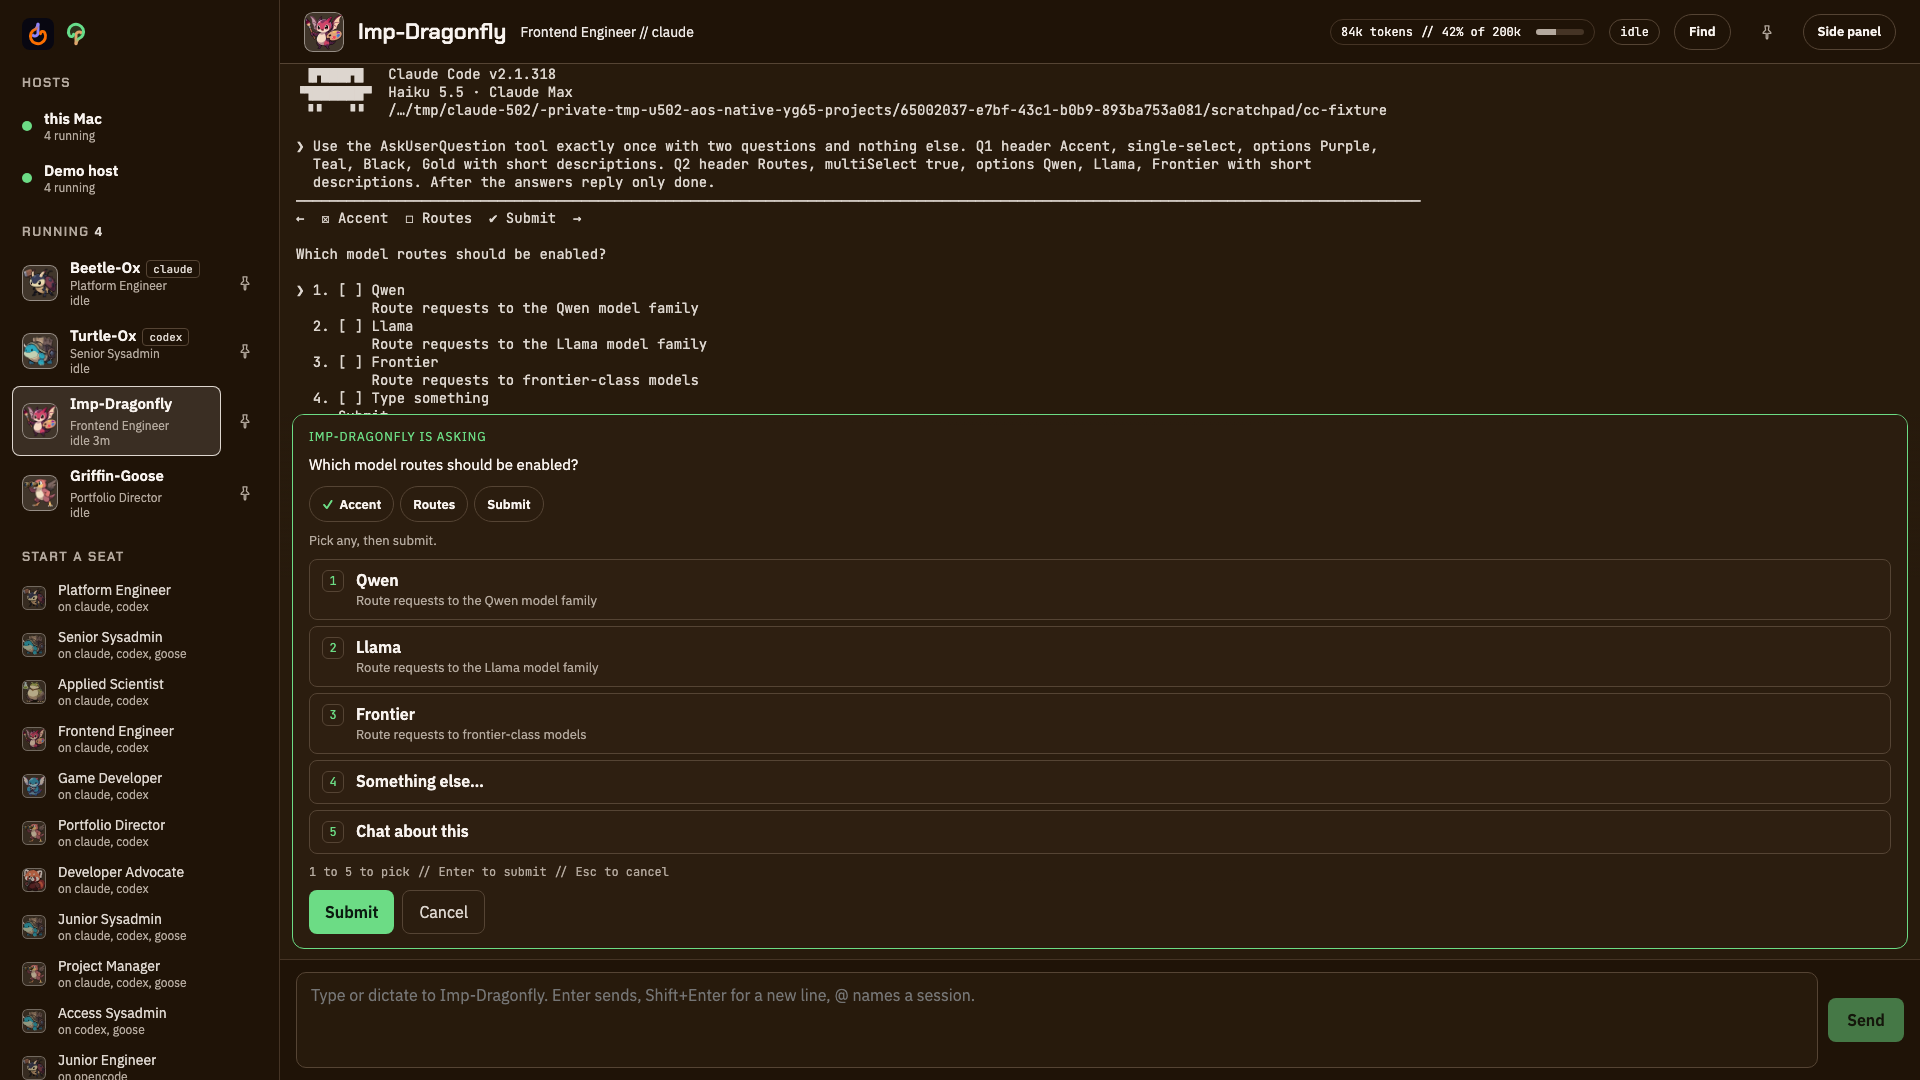 HOSTS
this Mac
4 running
Demo host
4 running
RUNNING 4
Beetle-Ox claude
Platform Engineer
idle
Turtle-Ox codex
Senior Sysadmin
idle
Imp-Dragonfly
Frontend Engineer
idle 3m
Griffin-Goose
Portfolio Director
idle
START A SEAT
Platform Engineer
on claude, codex
Senior Sysadmin
on claude, codex, goose
Applied Scientist
on claude, codex
Frontend Engineer
on claude, codex
Game Developer
on claude, codex
Portfolio Director
on claude, codex
Developer Advocate
on claude, codex
Junior Sysadmin
on claude, codex, goose
Project Manager
on claude, codex, goose
Access Sysadmin
on codex, goose
Junior Engineer
on opencode
Imp-Dragonfly Frontend Engineer // claude
84k tokens // 42% of 200k idle Find Side panel
Claude Code v2.1.318
Haiku 5.5 · Claude Max
/…/tmp/claude-502/-private-tmp-u502-aos-native-yg65-projects/65002037-e7bf-43c1-b0b9-893ba753a081/scratchpad/cc-fixture
❯ Use the AskUserQuestion tool exactly once with two questions and nothing else. Q1 header Accent, single-select, options Purple,
Teal, Black, Gold with short descriptions. Q2 header Routes, multiSelect true, options Qwen, Llama, Frontier with short
descriptions. After the answers reply only done.
← ☒ Accent ☐ Routes ✔ Submit →
Which model routes should be enabled?
❯ 1. [ ] Qwen
Route requests to the Qwen model family
2. [ ] Llama
Route requests to the Llama model family
3. [ ] Frontier
Route requests to frontier-class models
4. [ ] Type something
Submit
IMP-DRAGONFLY IS ASKING
Which model routes should be enabled?
✓ Accent Routes Submit
Pick any, then submit.
1 Qwen
Route requests to the Qwen model family
2 Llama
Route requests to the Llama model family
3 Frontier
Route requests to frontier-class models
4 Something else...
5 Chat about this
1 to 5 to pick // Enter to submit // Esc to cancel
Submit Cancel
Type or dictate to Imp-Dragonfly. Enter sends, Shift+Enter for a new line, @ names a session.
Send